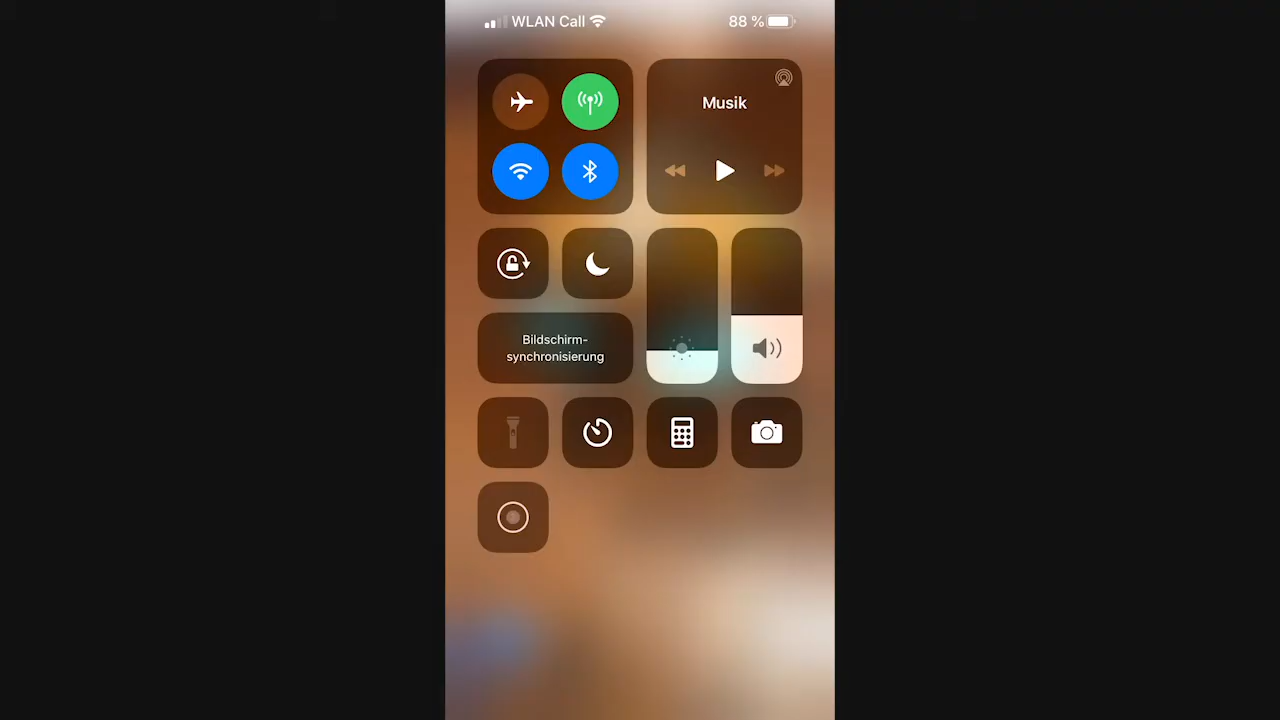 WLAN Call
88 %
Musik
Bildschirm-
synchronisierung